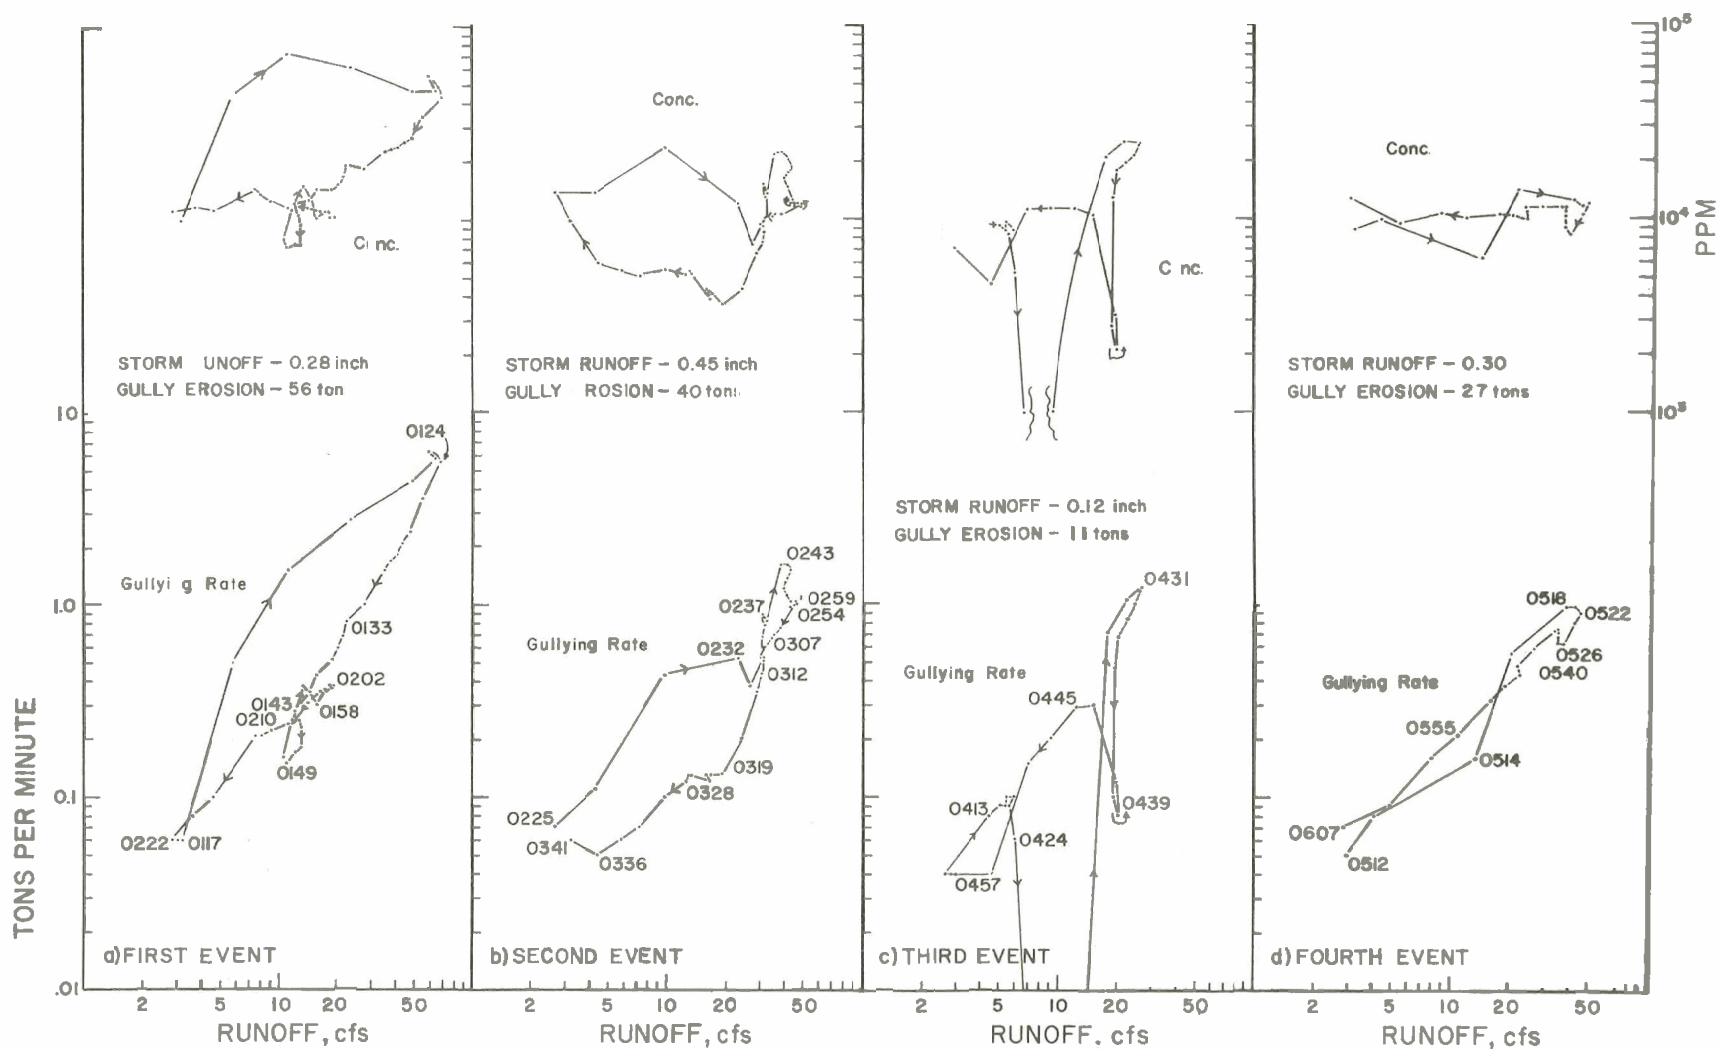 10⁵
Conc.
Conc.
C nc.
C nc.
Conc.
10⁴
PPM
STORM UNOFF - 0.28 inch
GULLY EROSION - 56 ton
STORM RUNOFF - 0.45 inch
GULLY ROSION - 40 tons
STORM RUNOFF - 0.30
GULLY EROSION - 27 tons
10³
STORM RUNOFF - 0.12 inch
GULLY EROSION - 11 tons
TONS PER MINUTE
10
1.0
0.1
.01
0124
Gullyi g Rate
0133
0202
0143
0210
0158
0149
0222
0117
a) FIRST EVENT
2 5 10 20 50
RUNOFF, cfs
0243
0259
0237
0254
Gullying Rate
0232
0307
0312
0319
0328
0225
0341
0336
b) SECOND EVENT
2 5 10 20 50
RUNOFF, cfs
0431
Gullying Rate
0445
0413
0439
0424
0457
c) THIRD EVENT
2 5 10 20 50
RUNOFF. cfs
0518
0522
0526
0540
Gullying Rate
0555
0514
0607
0512
d) FOURTH EVENT
2 5 10 20 50
RUNOFF, cfs